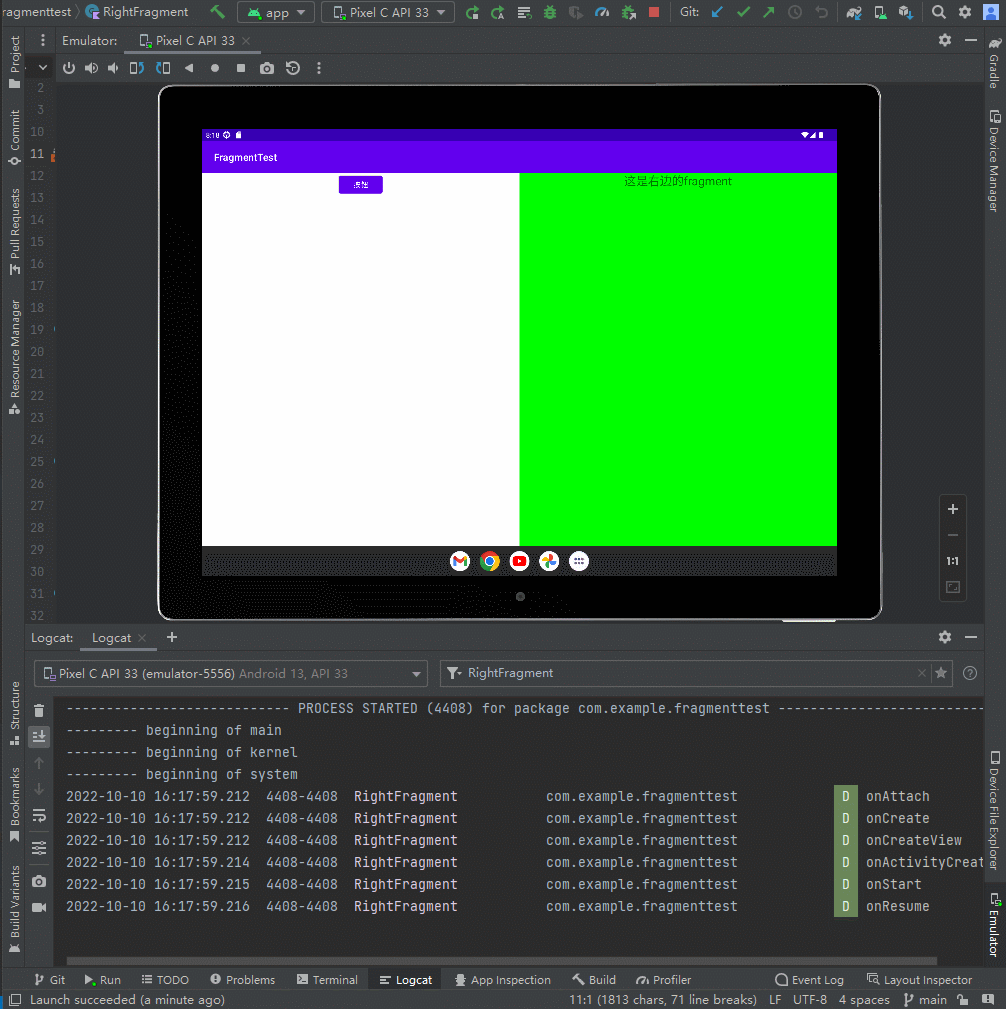 ragmenttest RightFragment app Pixel C API 33 Git:
Emulator: Pixel C API 33
Project
Commit
Pull Requests
Resource Manager
Structure
Bookmarks
Build Variants
Gradle
Device Manager
Device File Explorer
Emulator
2
3
10
11
12
13
14
15
16
17
18
19
20
21
22
23
24
25
26
27
28
29
30
31
32
FragmentTest
按钮
这是右边的fragment
1:1
Logcat: Logcat
Pixel C API 33 (emulator-5556) Android 13, API 33 RightFragment
---------------------------- PROCESS STARTED (4408) for package com.example.fragmenttest --------------------------
--------- beginning of main
--------- beginning of kernel
--------- beginning of system
2022-10-10 16:17:59.212 4408-4408 RightFragment com.example.fragmenttest D onAttach
2022-10-10 16:17:59.212 4408-4408 RightFragment com.example.fragmenttest D onCreate
2022-10-10 16:17:59.212 4408-4408 RightFragment com.example.fragmenttest D onCreateView
2022-10-10 16:17:59.214 4408-4408 RightFragment com.example.fragmenttest D onActivityCreat
2022-10-10 16:17:59.215 4408-4408 RightFragment com.example.fragmenttest D onStart
2022-10-10 16:17:59.216 4408-4408 RightFragment com.example.fragmenttest D onResume
Git Run TODO Problems Terminal Logcat App Inspection Build Profiler Event Log Layout Inspector
Launch succeeded (a minute ago) 11:1 (1813 chars, 71 line breaks) LF UTF-8 4 spaces main